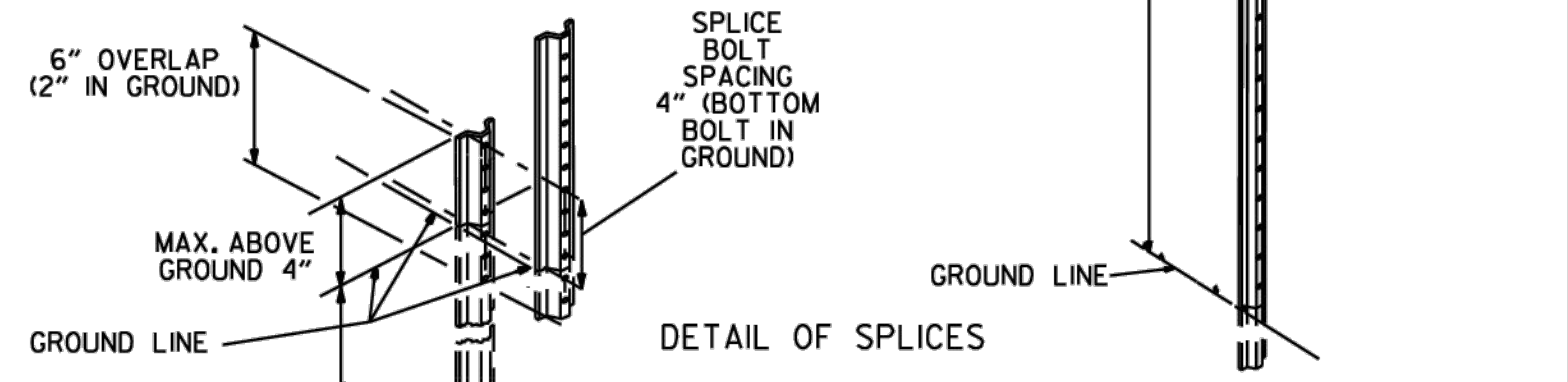 6" OVERLAP
(2" IN GROUND)
SPLICE
BOLT
SPACING
4" (BOTTOM
BOLT IN
GROUND)
MAX. ABOVE
GROUND 4"
GROUND LINE
GROUND LINE
DETAIL OF SPLICES